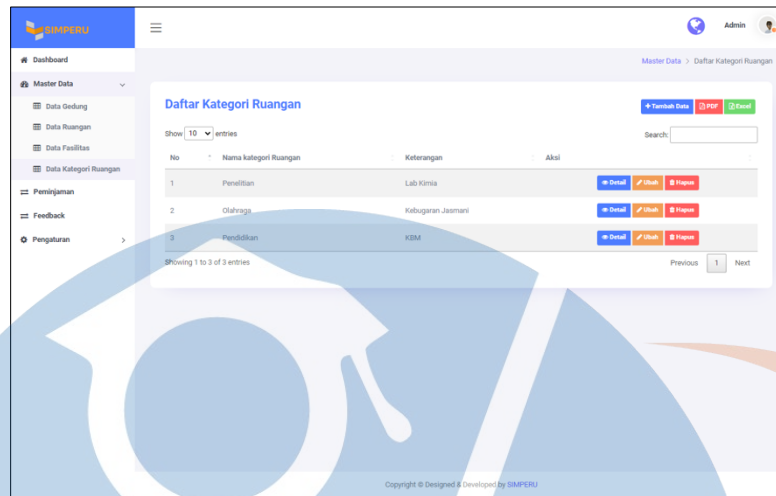 SIMPERU
Admin
Dashboard
Master Data
Data Gedung
Data Ruangan
Data Fasilitas
Data Kategori Ruangan
Peminjaman
Feedback
Pengaturan
Master Data > Daftar Kategori Ruangan
Daftar Kategori Ruangan
+Tambah Data PDF Excel
Show 10 entries
Search:
No Nama kategori Ruangan Keterangan Aksi
1 Penelitian Lab Kimia Detail Ubah Hapus
2 Olahraga Kebugaran Jasmani Detail Ubah Hapus
3 Pendidikan KBM Detail Ubah Hapus
Showing 1 to 3 of 3 entries
Previous 1 Next
Copyright © Designed & Developed by SIMPERU